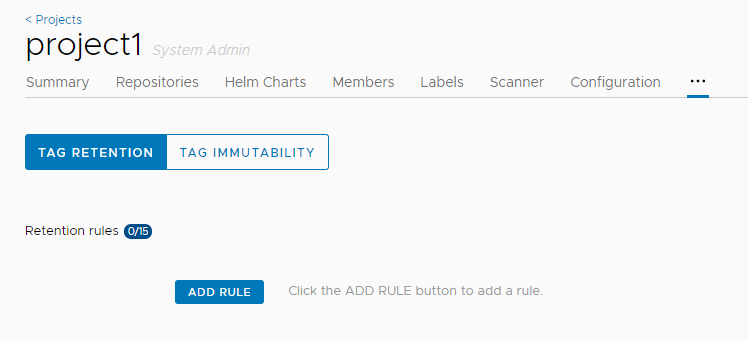 < Projects
project1 System Admin
Summary Repositories Helm Charts Members Labels Scanner Configuration ...
TAG RETENTION TAG IMMUTABILITY
Retention rules 0/15
ADD RULE Click the ADD RULE button to add a rule.